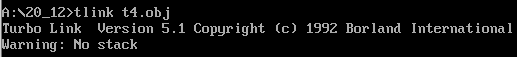 A:\20_12>tlink t4.obj
Turbo Link  Version 5.1 Copyright (c) 1992 Borland International
Warning: No stack